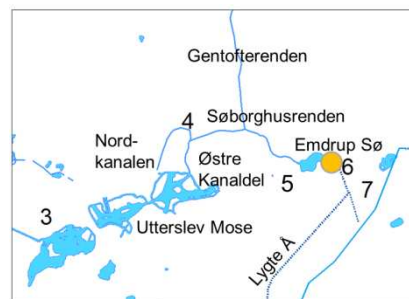 Gentofterenden
4
Søborghusrenden
Nord-
kanalen
Østre
Kanaldel
Emdrup Sø
5
6
7
3
Utterslev Mose
Lygte Å